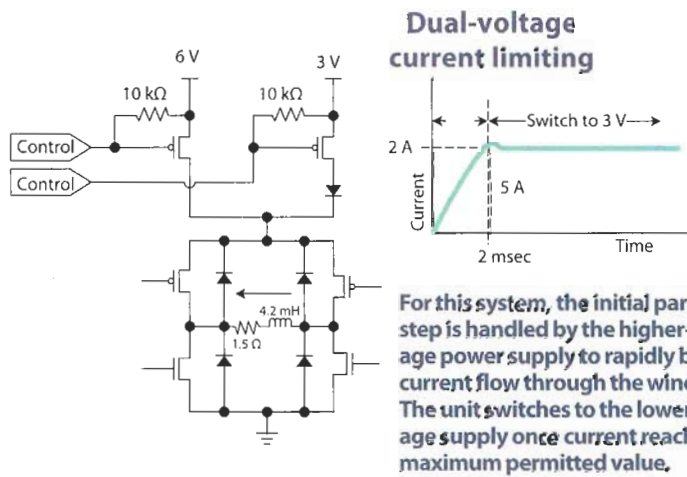 Dual-voltage
current limiting
6 V
3 V
10 kΩ
10 kΩ
Control
Control
Switch to 3 V
2 A
5 A
Current
2 msec
Time
4.2 mH
1.5 Ω
For this system, the initial par
step is handled by the higher-
age power supply to rapidly b
current flow through the wind
The unit switches to the lower
age supply once current reach
maximum permitted value.